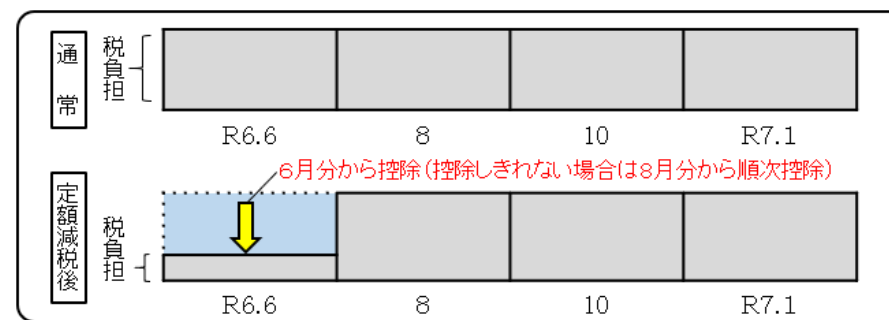 通常
税負担
R6.6 8 10 R7.1
6月分から控除(控除しきれない場合は8月分から順次控除)
定額減税後
税負担
R6.6 8 10 R7.1